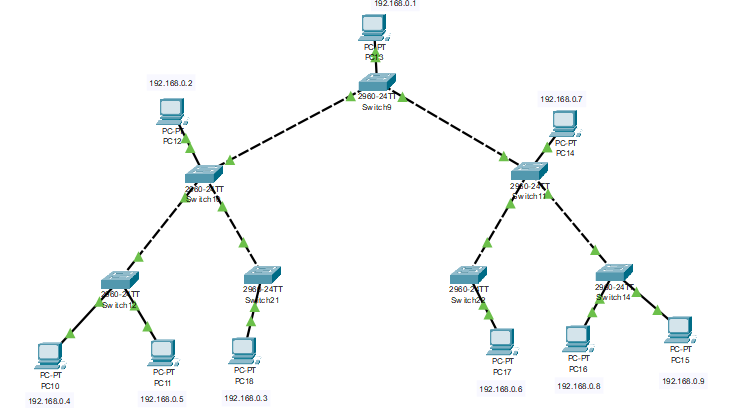 192.168.0.1
PC-PT
PC13
2960-24TT
Switch9
192.168.0.2
PC-PT
PC12
192.168.0.7
PC-PT
PC14
2960-24TT
2960-24TT
2960-24TT
Switch12
2960-24TT
Switch21
2960-24TT
Switch22
2960-24TT
Switch14
PC-PT
PC10
192.168.0.4
PC-PT
PC11
192.168.0.5
PC-PT
PC18
192.168.0.3
PC-PT
PC17
192.168.0.6
PC-PT
PC16
192.168.0.8
PC-PT
PC15
192.168.0.9